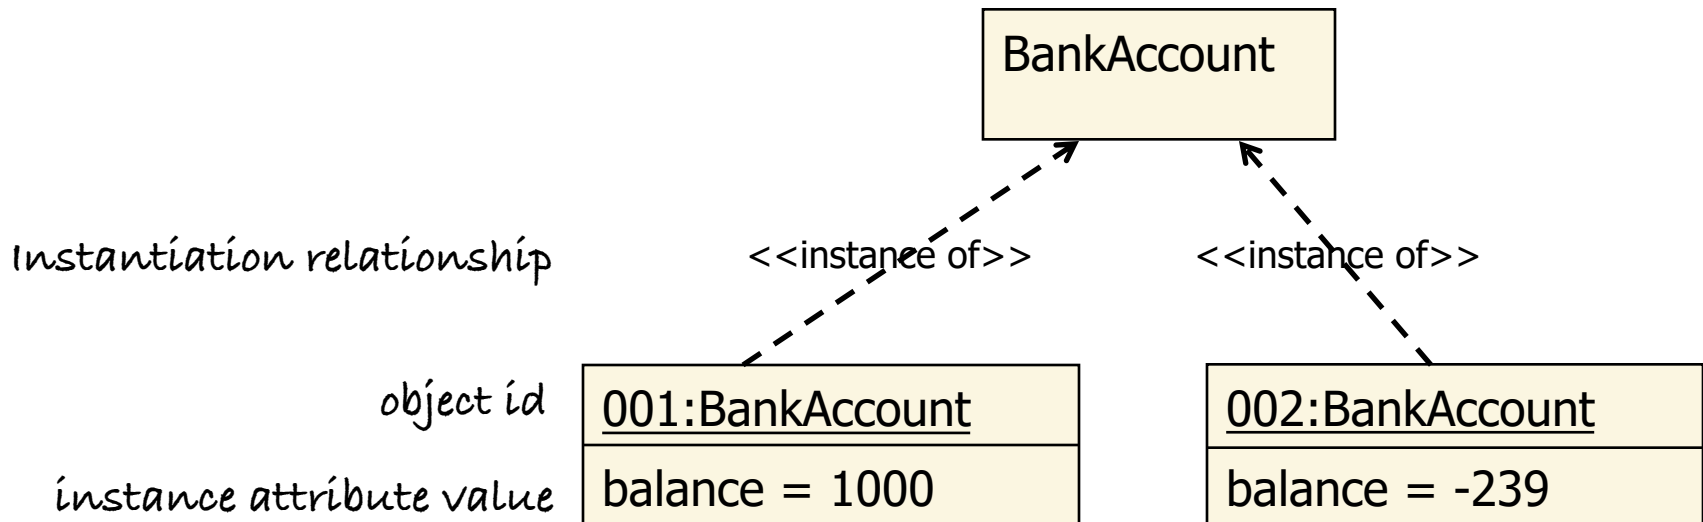 BankAccount
Instantiation relationship <<instance of>> <<instance of>>
object id 001:BankAccount 002:BankAccount
instance attribute value balance = 1000 balance = -239